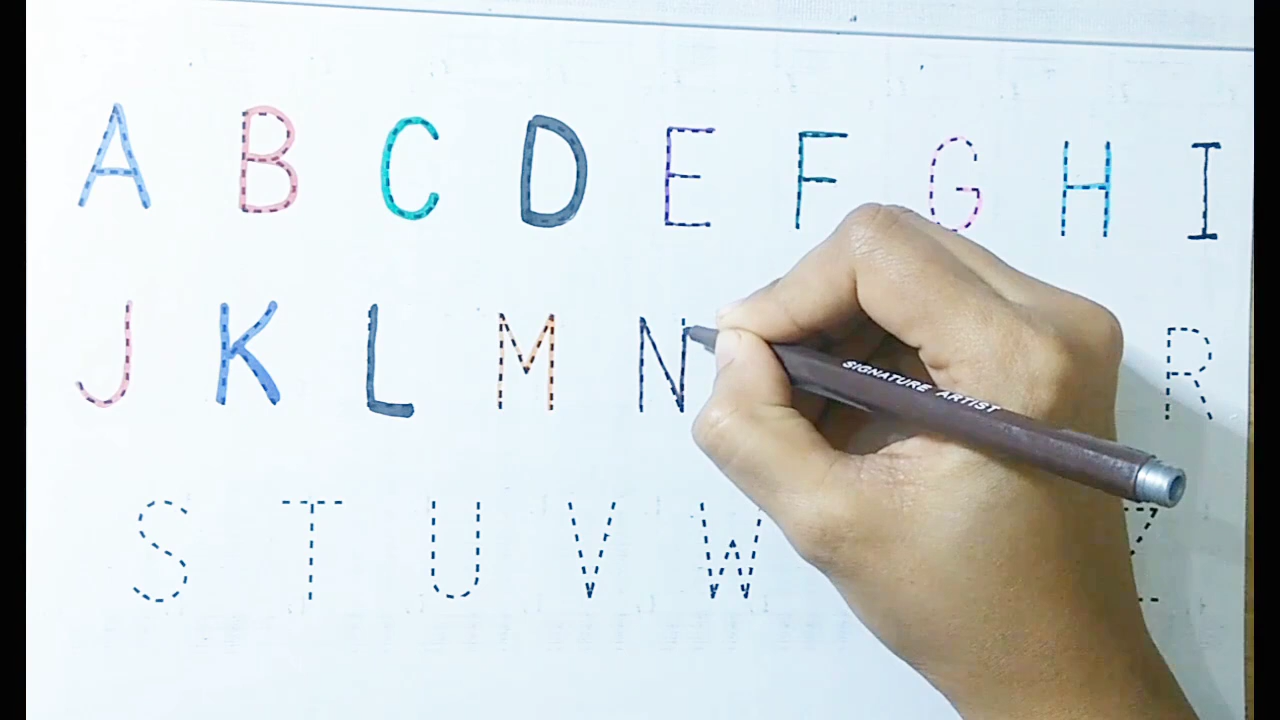 A B C D E F G H I
J K L M N R
S T U V W Z
SIGNATURE ARTIST